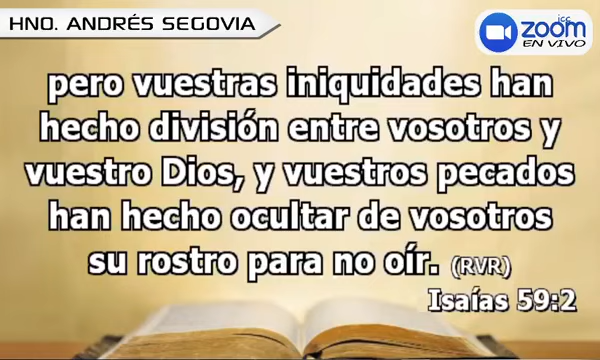 HNO. ANDRÉS SEGOVIA
icc
zoom
EN VIVO
pero vuestras iniquidades han
hecho división entre vosotros y
vuestro Dios, y vuestros pecados
han hecho ocultar de vosotros
su rostro para no oír. (RVR)
Isaías 59:2